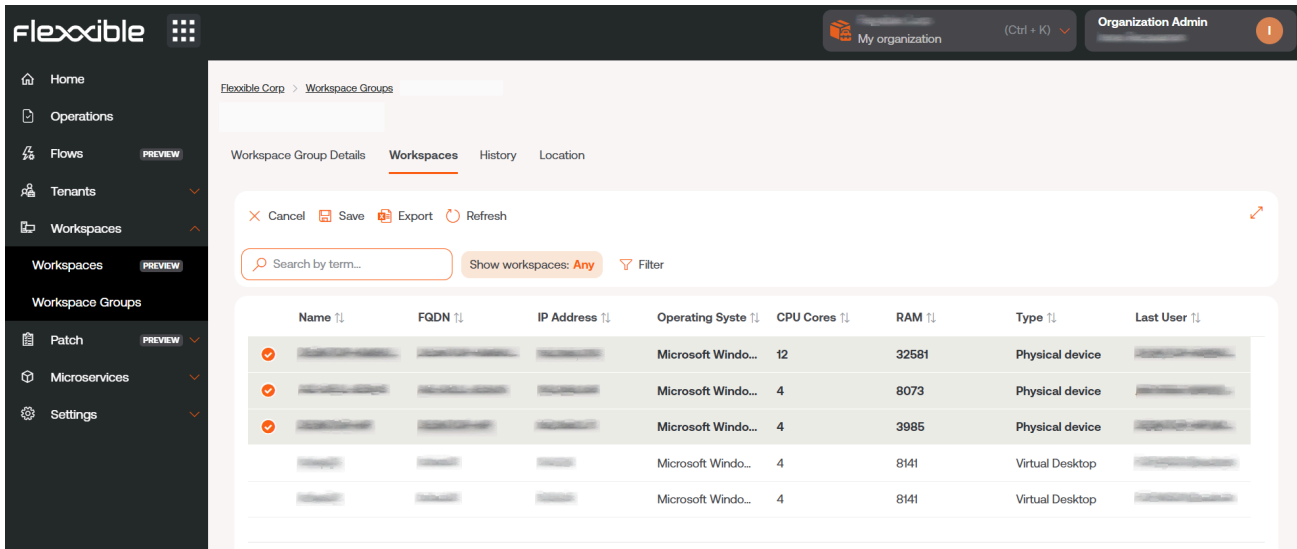 Flexxible
My organization
(Ctrl + K)
Organization Admin
I
Home
Operations
Flows PREVIEW
Tenants
Workspaces
Workspaces PREVIEW
Workspace Groups
Patch PREVIEW
Microservices
Settings
Flexxible Corp > Workspace Groups
Workspace Group Details Workspaces History Location
Cancel Save Export Refresh
Search by term... Show workspaces: Any Filter
Name FQDN IP Address Operating Syste CPU Cores RAM Type Last User
Microsoft Windo... 12 32581 Physical device
Microsoft Windo... 4 8073 Physical device
Microsoft Windo... 4 3985 Physical device
Microsoft Windo... 4 8141 Virtual Desktop
Microsoft Windo... 4 8141 Virtual Desktop